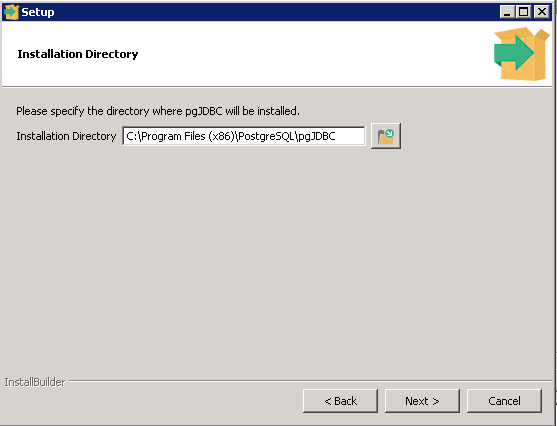 Setup
Installation Directory
Please specify the directory where pgJDBC will be installed.
Installation Directory C:\Program Files (x86)\PostgreSQL\pgJDBC
InstallBuilder
< Back Next > Cancel